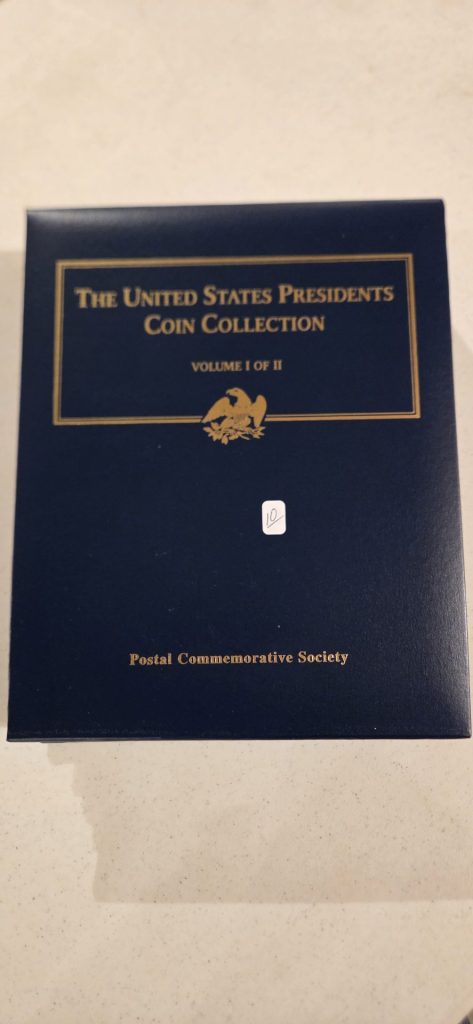 THE UNITED STATES PRESIDENTS
COIN COLLECTION
VOLUME I OF II
10
Postal Commemorative Society